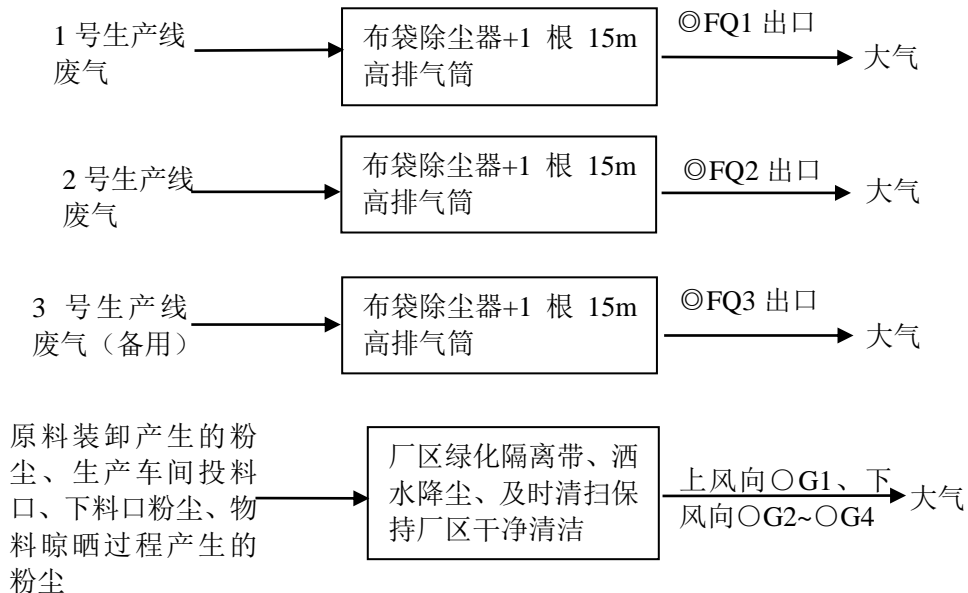 1 号生产线
废气
布袋除尘器+1 根 15m
高排气筒
◎FQ1 出口
大气
2 号生产线
废气
布袋除尘器+1 根 15m
高排气筒
◎FQ2 出口
大气
3 号生产线
废气（备用）
布袋除尘器+1 根 15m
高排气筒
◎FQ3 出口
大气
原料装卸产生的粉
尘、生产车间投料
口、下料口粉尘、物
料晾晒过程产生的
粉尘
厂区绿化隔离带、洒
水降尘、及时清扫保
持厂区干净清洁
上风向○G1、下
风向○G2~○G4
大气